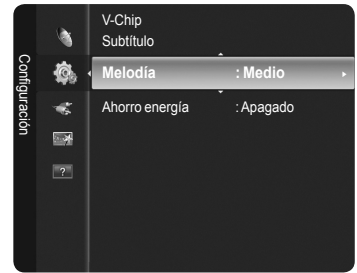 Configuración
V-Chip
Subtítulo
Melodía : Medio
Ahorro energía : Apagado
?